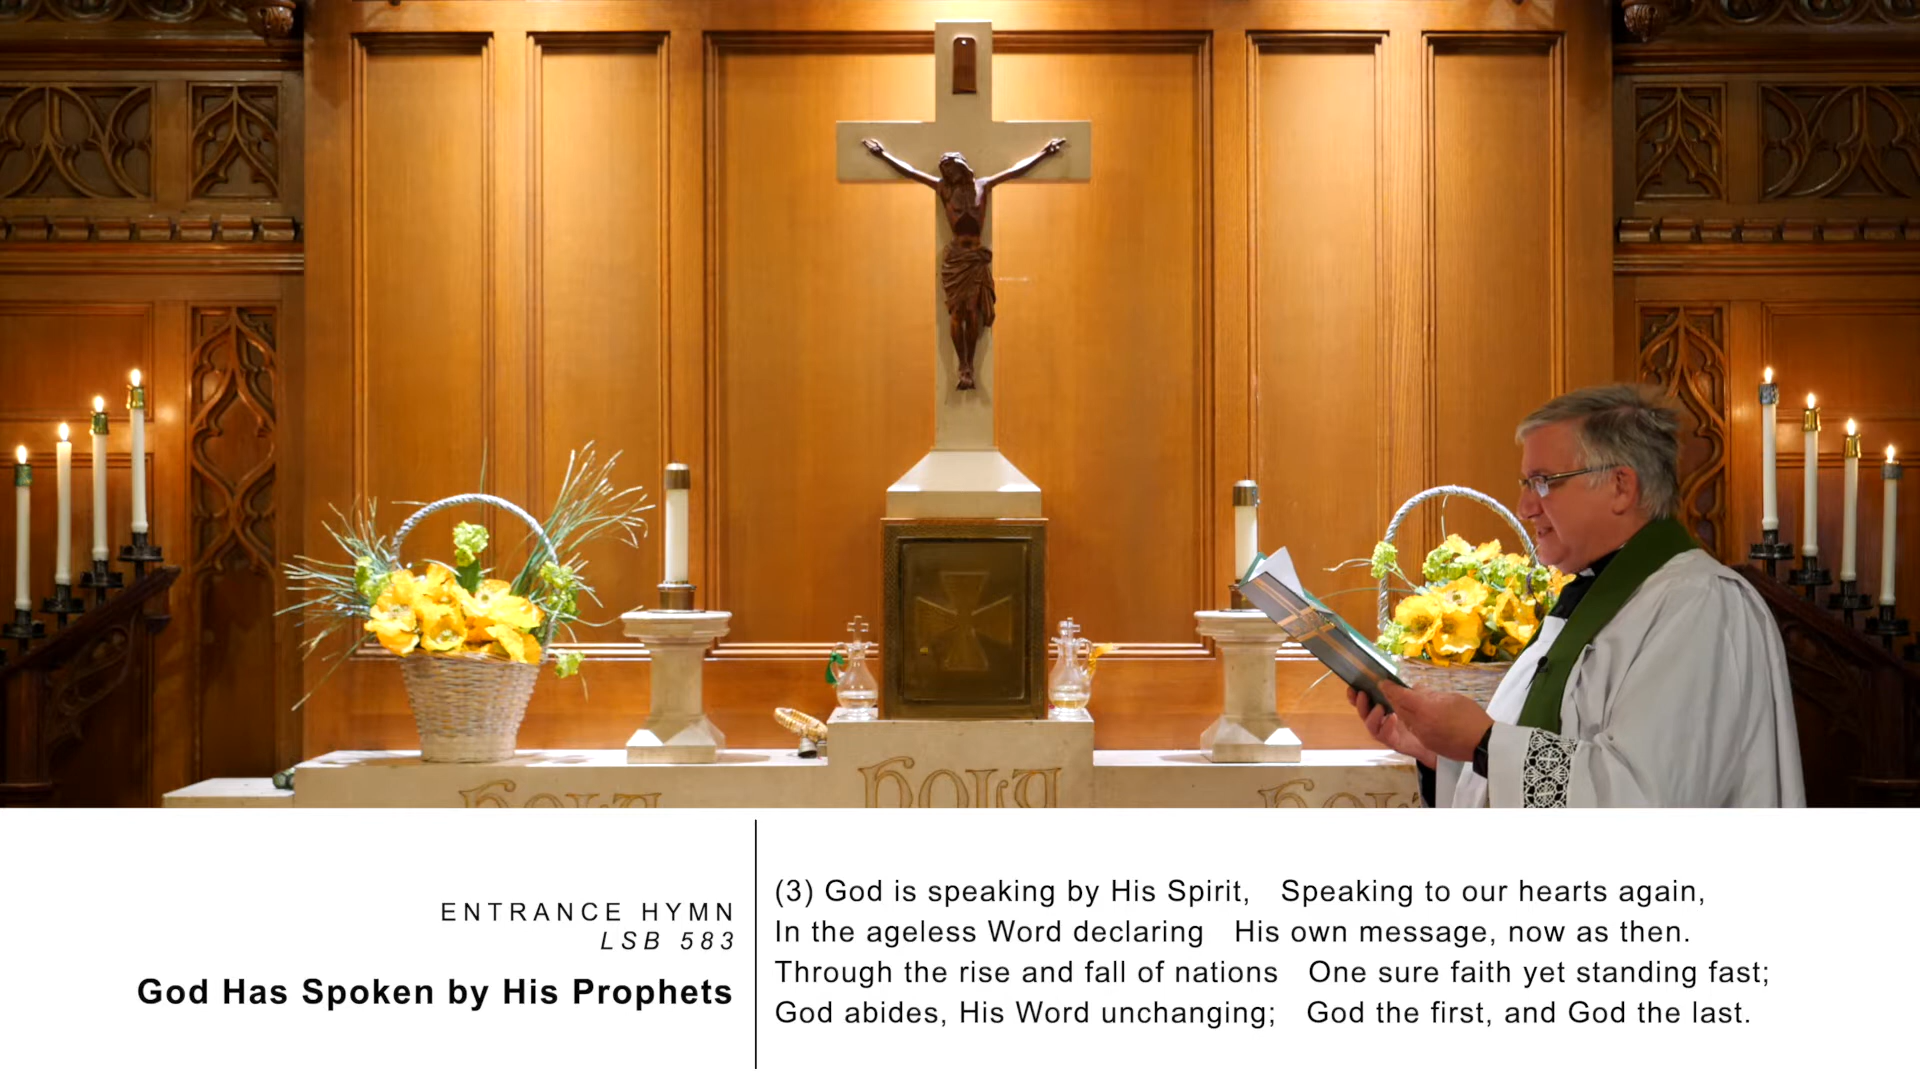 HOLY
HOLY
HOLY
ENTRANCE HYMN
LSB 583
God Has Spoken by His Prophets
(3) God is speaking by His Spirit, Speaking to our hearts again,
In the ageless Word declaring His own message, now as then.
Through the rise and fall of nations One sure faith yet standing fast;
God abides, His Word unchanging; God the first, and God the last.